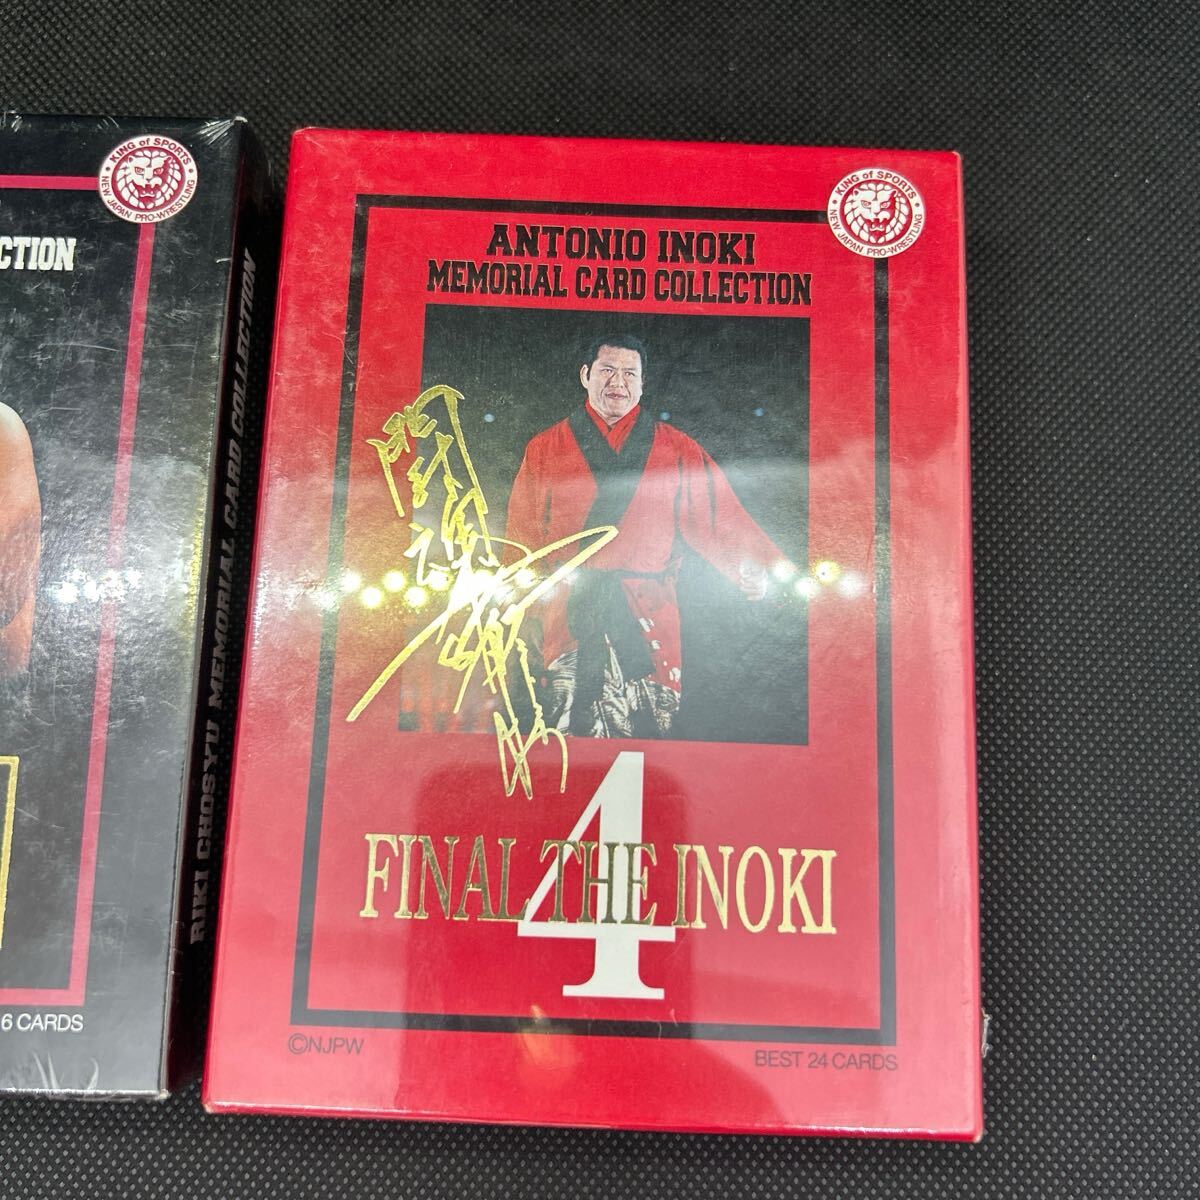 KING of SPORTS
NEW JAPAN PRO-WRESTLING
ECTION
6 CARDS
RIKI CHOSYU MEMORIAL CARD COLLECTION
KING of SPORTS
NEW JAPAN PRO-WRESTLING
ANTONIO INOKI
MEMORIAL CARD COLLECTION
4
FINAL THE INOKI
©NJPW
BEST 24 CARDS